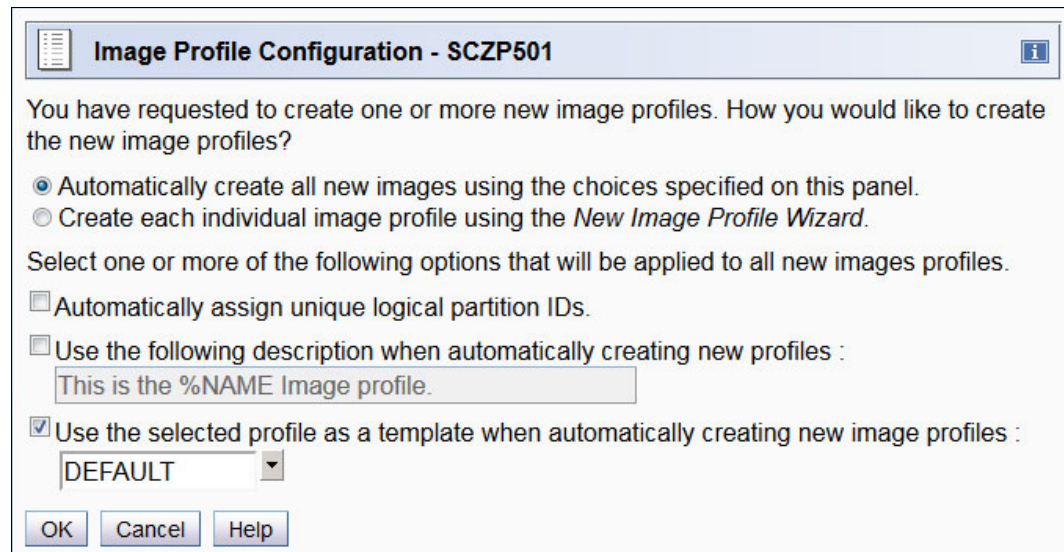 Image Profile Configuration - SCZP501
i
You have requested to create one or more new image profiles. How you would like to create
the new image profiles?
Automatically create all new images using the choices specified on this panel.
Create each individual image profile using the New Image Profile Wizard.
Select one or more of the following options that will be applied to all new images profiles.
Automatically assign unique logical partition IDs.
Use the following description when automatically creating new profiles :
This is the %NAME Image profile.
Use the selected profile as a template when automatically creating new image profiles :
DEFAULT
OK Cancel Help